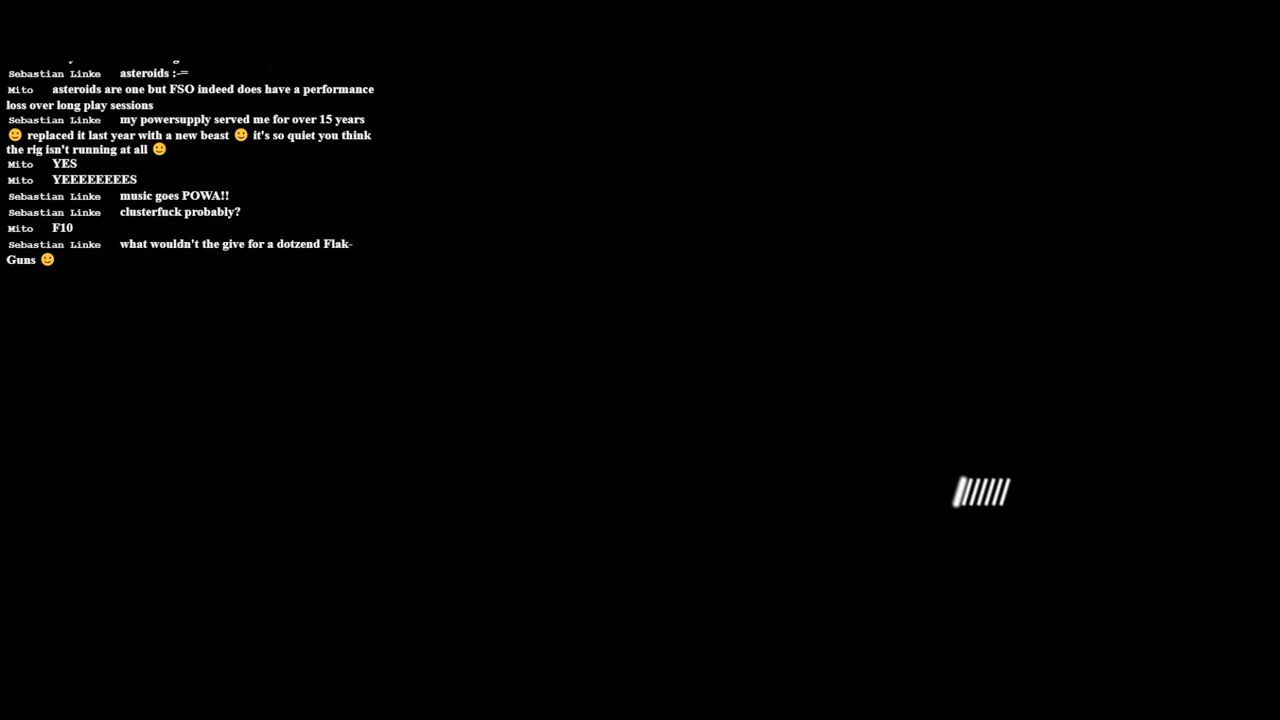 Sebastian Linke asteroids :-=
Mito asteroids are one but FSO indeed does have a performance
loss over long play sessions
Sebastian Linke my powersupply served me for over 15 years
🙂 replaced it last year with a new beast 🙂 it's so quiet you think
the rig isn't running at all 🙂
Mito YES
Mito YEEEEEEEES
Sebastian Linke music goes POWA!!
Sebastian Linke clusterfuck probably?
Mito F10
Sebastian Linke what wouldn't the give for a dotzend Flak-
Guns 🙂